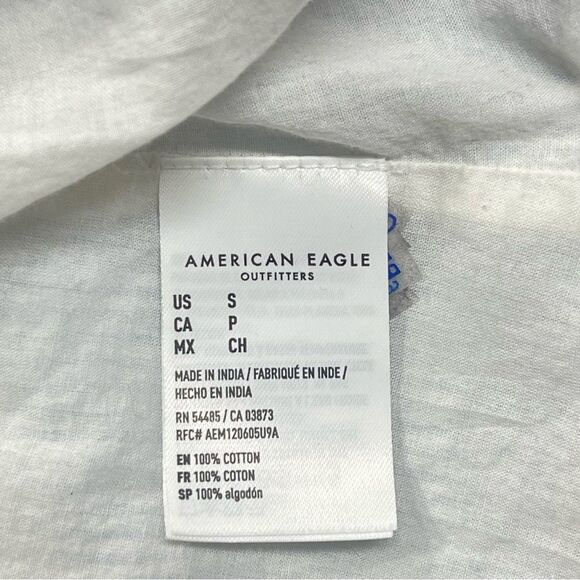 AMERICAN EAGLE
OUTFITTERS
US S
CA P
MX CH
MADE IN INDIA / FABRIQUÉ EN INDE /
HECHO EN INDIA
RN 54485 / CA 03873
RFC# AEM120605U9A
EN 100% COTTON
FR 100% COTON
SP 100% algodón